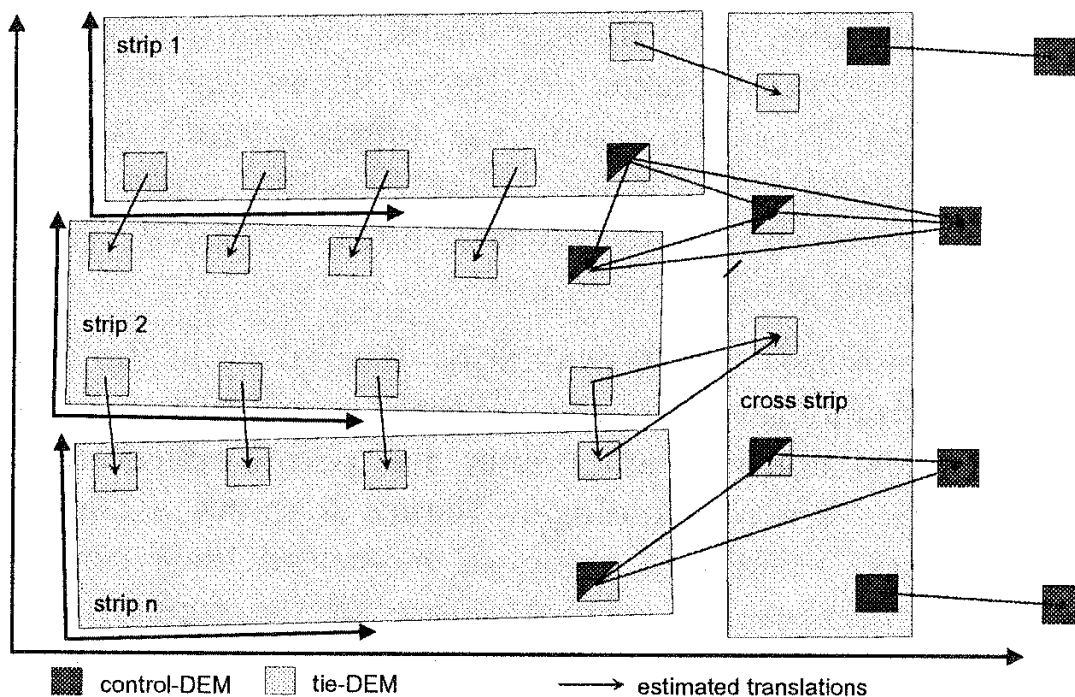 strip 1
strip 2
cross strip
strip n
control-DEM tie-DEM estimated translations